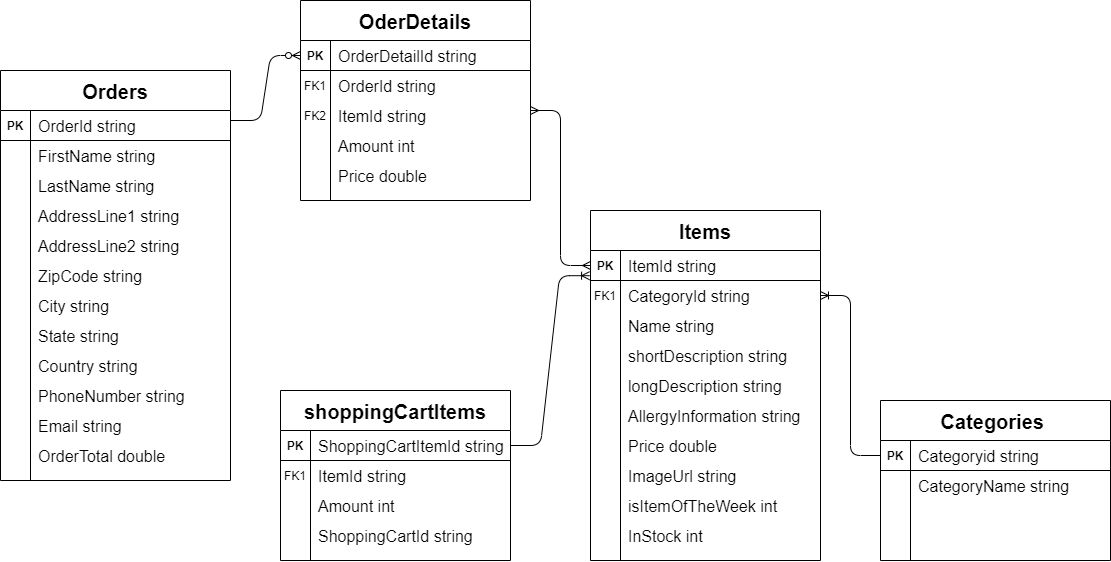 OderDetails
PK OrderDetailId string
FK1 OrderId string
FK2 ItemId string
Amount int
Price double
Orders
PK OrderId string
FirstName string
LastName string
AddressLine1 string
AddressLine2 string
ZipCode string
City string
State string
Country string
PhoneNumber string
Email string
OrderTotal double
Items
PK ItemId string
FK1 CategoryId string
Name string
shortDescription string
longDescription string
AllergyInformation string
Price double
ImageUrl string
isItemOfTheWeek int
InStock int
shoppingCartItems
PK ShoppingCartItemId string
FK1 ItemId string
Amount int
ShoppingCartId string
Categories
PK Categoryid string
CategoryName string